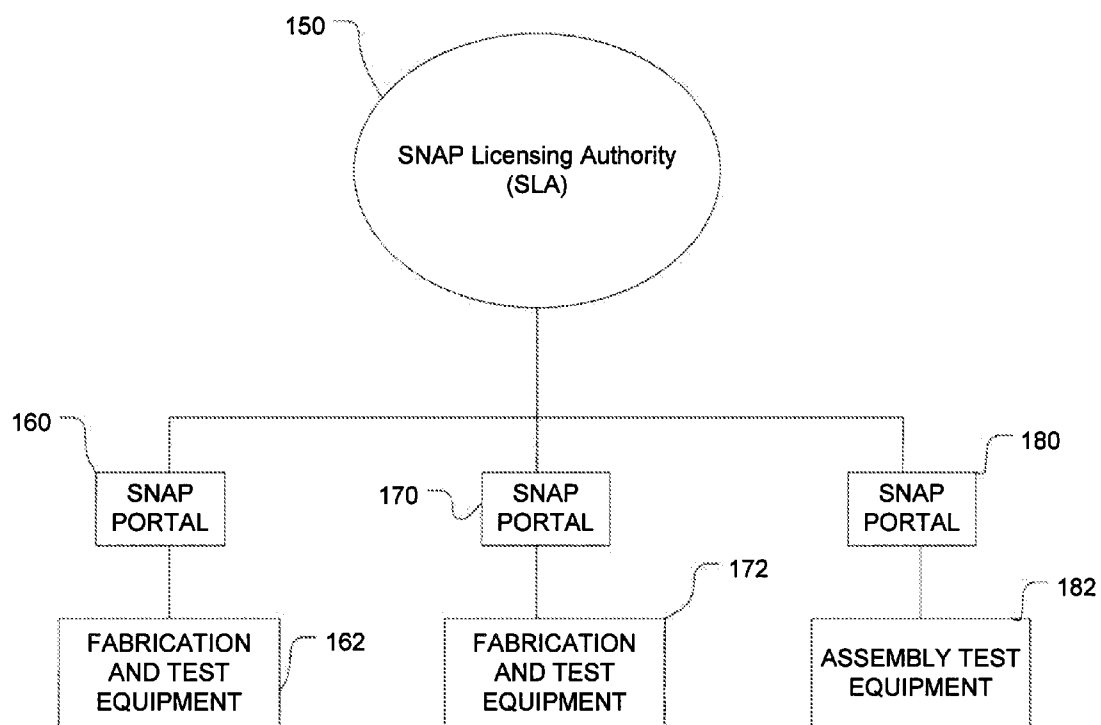 150
SNAP Licensing Authority
(SLA)
160
SNAP
PORTAL
170
SNAP
PORTAL
180
SNAP
PORTAL
162
FABRICATION
AND TEST
EQUIPMENT
172
FABRICATION
AND TEST
EQUIPMENT
182
ASSEMBLY TEST
EQUIPMENT